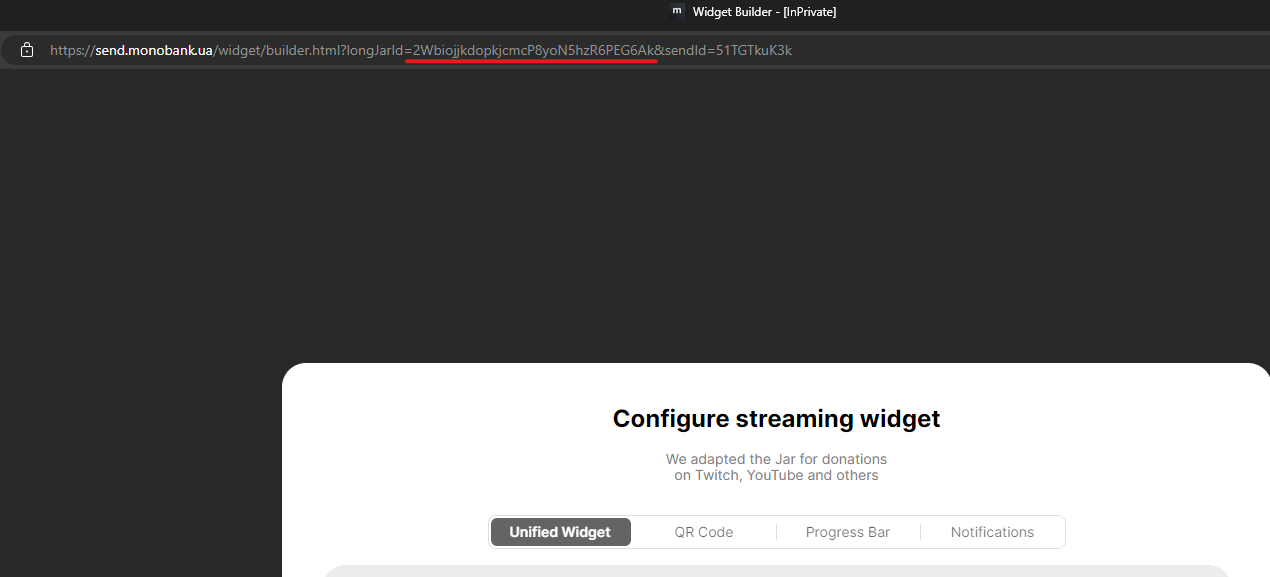 m Widget Builder - [InPrivate]
https://send.monobank.ua/widget/builder.html?longJarId=2WbiojjkdopkjcmcP8yoN5hzR6PEG6Ak&sendId=51TGTkuK3k
Configure streaming widget
We adapted the Jar for donations
on Twitch, YouTube and others
Unified Widget QR Code Progress Bar Notifications